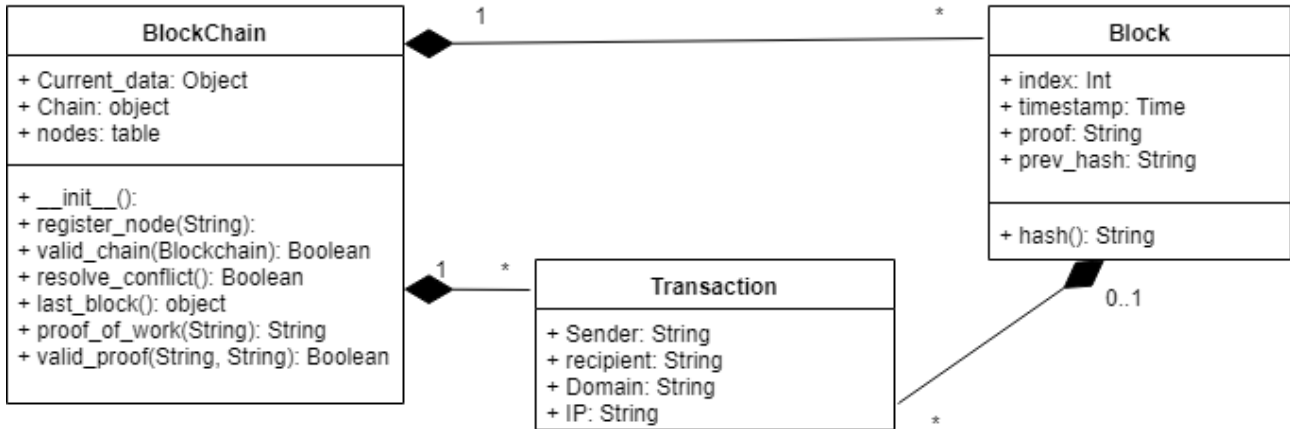 BlockChain
+ Current_data: Object
+ Chain: object
+ nodes: table
+ __init__():
+ register_node(String):
+ valid_chain(Blockchain): Boolean
+ resolve_conflict(): Boolean
+ last_block(): object
+ proof_of_work(String): String
+ valid_proof(String, String): Boolean
1
*
Block
+ index: Int
+ timestamp: Time
+ proof: String
+ prev_hash: String
+ hash(): String
1
*
Transaction
+ Sender: String
+ recipient: String
+ Domain: String
+ IP: String
0..1
*